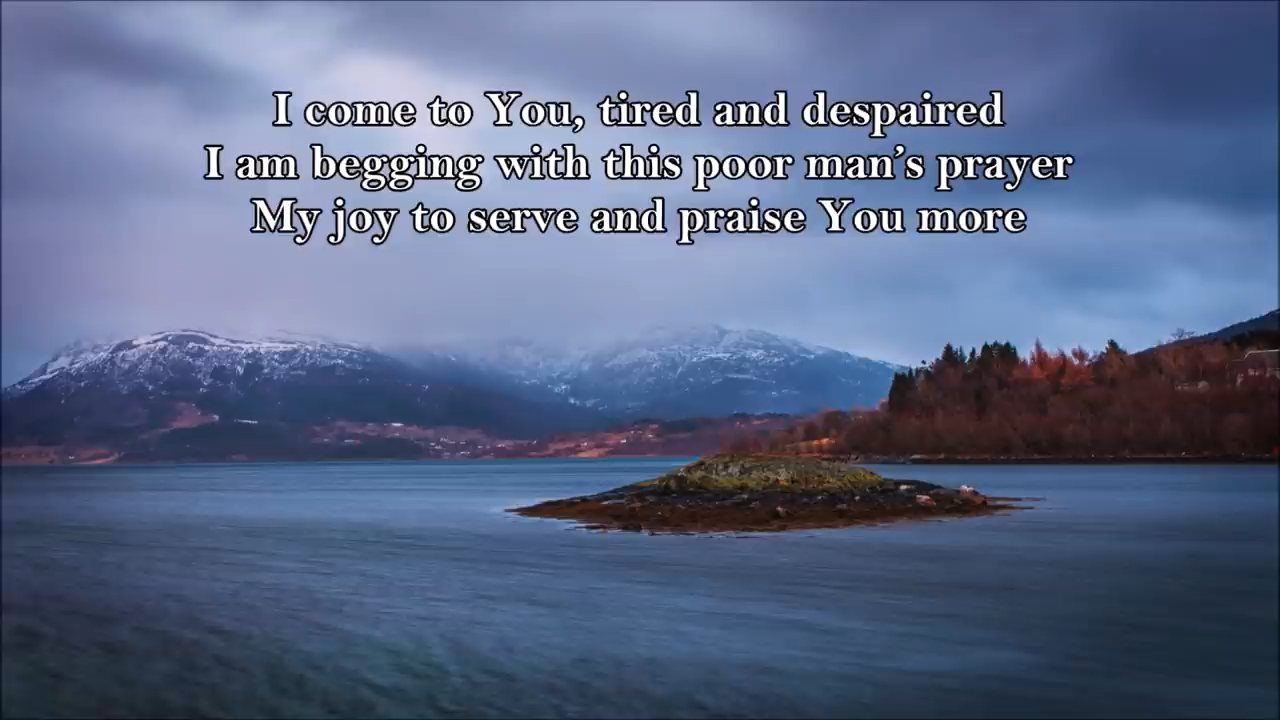 I come to You, tired and despaired
I am begging with this poor man’s prayer
My joy to serve and praise You more